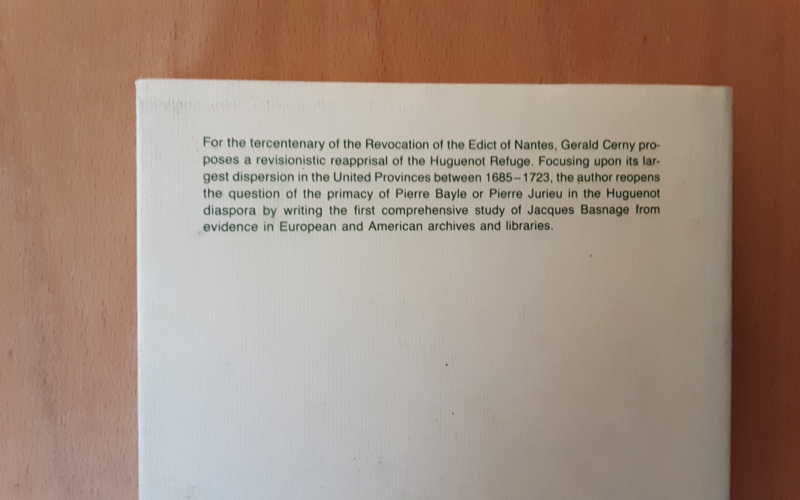 For the tercentenary of the Revocation of the Edict of Nantes, Gerald Cerny pro-
poses a revisionistic reapprisal of the Huguenot Refuge. Focusing upon its lar-
gest dispersion in the United Provinces between 1685–1723, the author reopens
the question of the primacy of Pierre Bayle or Pierre Jurieu in the Huguenot
diaspora by writing the first comprehensive study of Jacques Basnage from
evidence in European and American archives and libraries.